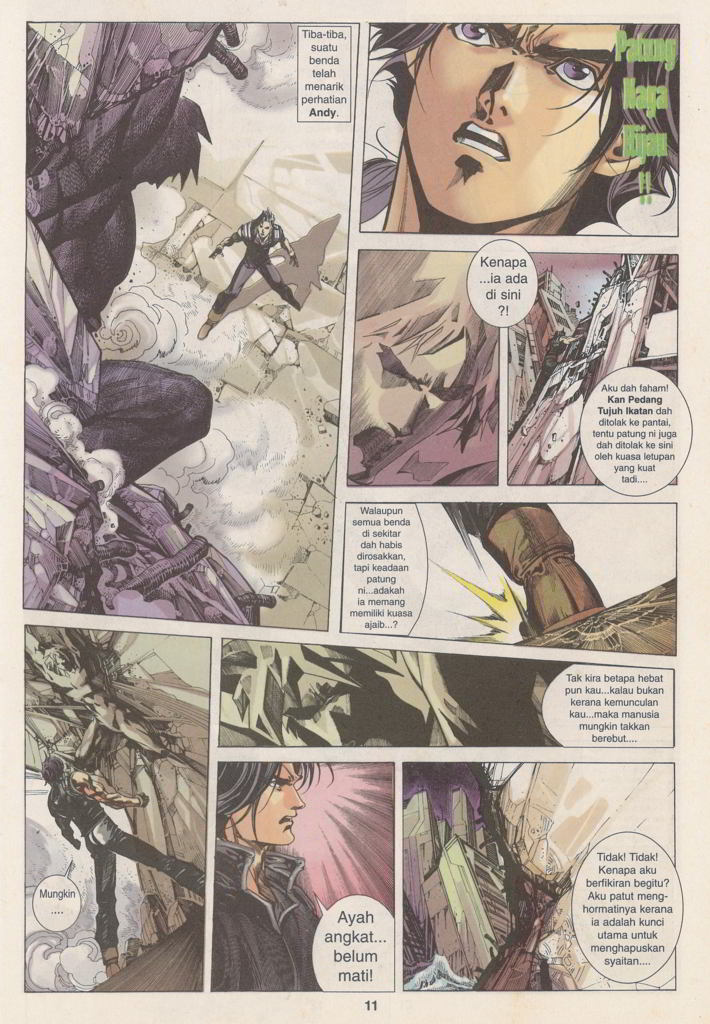 Tiba-tiba,
suatu
benda
telah
menarik
perhatian
Andy.
Patung
Naga
Hijau
!!
Kenapa
...ia ada
di sini
?!
Aku dah faham!
Kan Pedang
Tujuh Ikatan dah
ditolak ke pantai,
tentu patung ni juga
dah ditolak ke sini
oleh kuasa letupan
yang kuat
tadi....
Walaupun
semua benda
di sekitar
dah habis
dirosakkan,
tapi keadaan
patung
ni...adakah
ia memang
memiliki kuasa
ajaib...?
Tak kira betapa hebat
pun kau...kalau bukan
kerana kemunculan
kau...maka manusia
mungkin takkan
berebut....
Mungkin
....
Ayah
angkat...
belum
mati!
Tidak! Tidak!
Kenapa aku
berfikiran begitu?
Aku patut meng-
hormatinya kerana
ia adalah kunci
utama untuk
menghapuskan
syaitan....
11